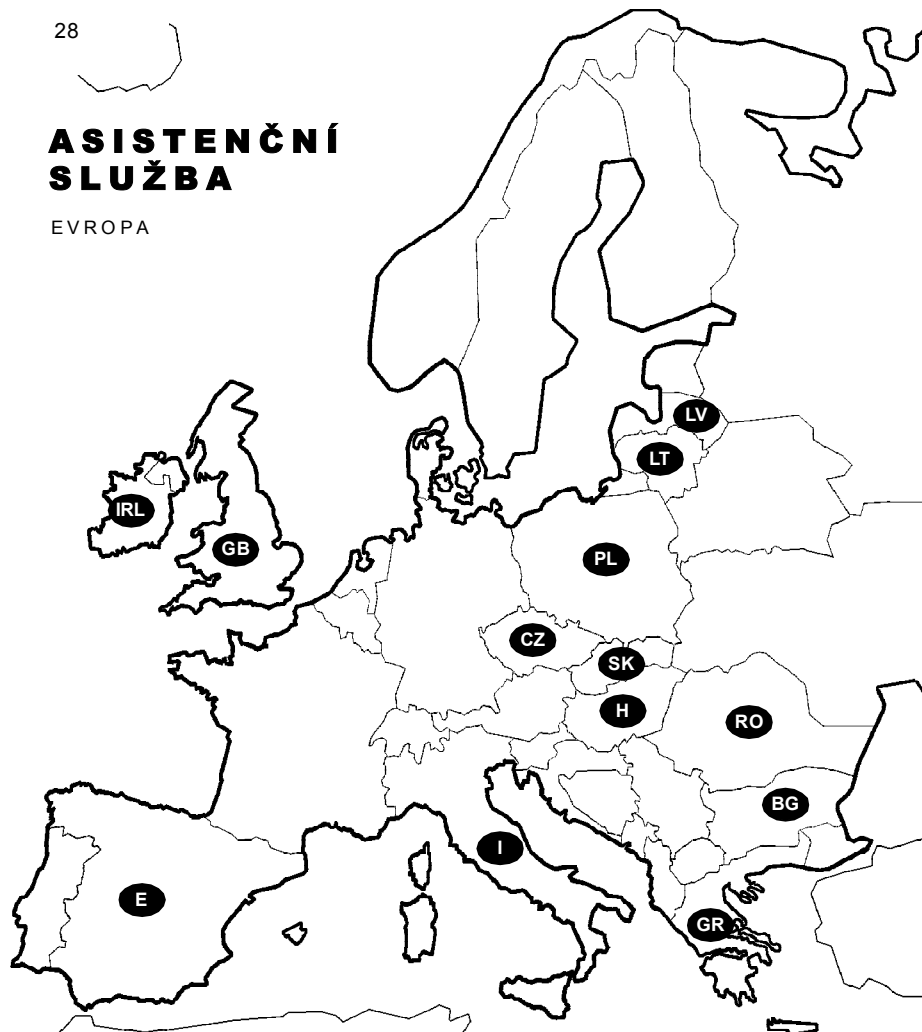 28
ASISTENČNÍ
SLUŽBA
EVROPA
LV
LT
IRL
GB
PL
CZ
SK
H
RO
BG
I
E
GR